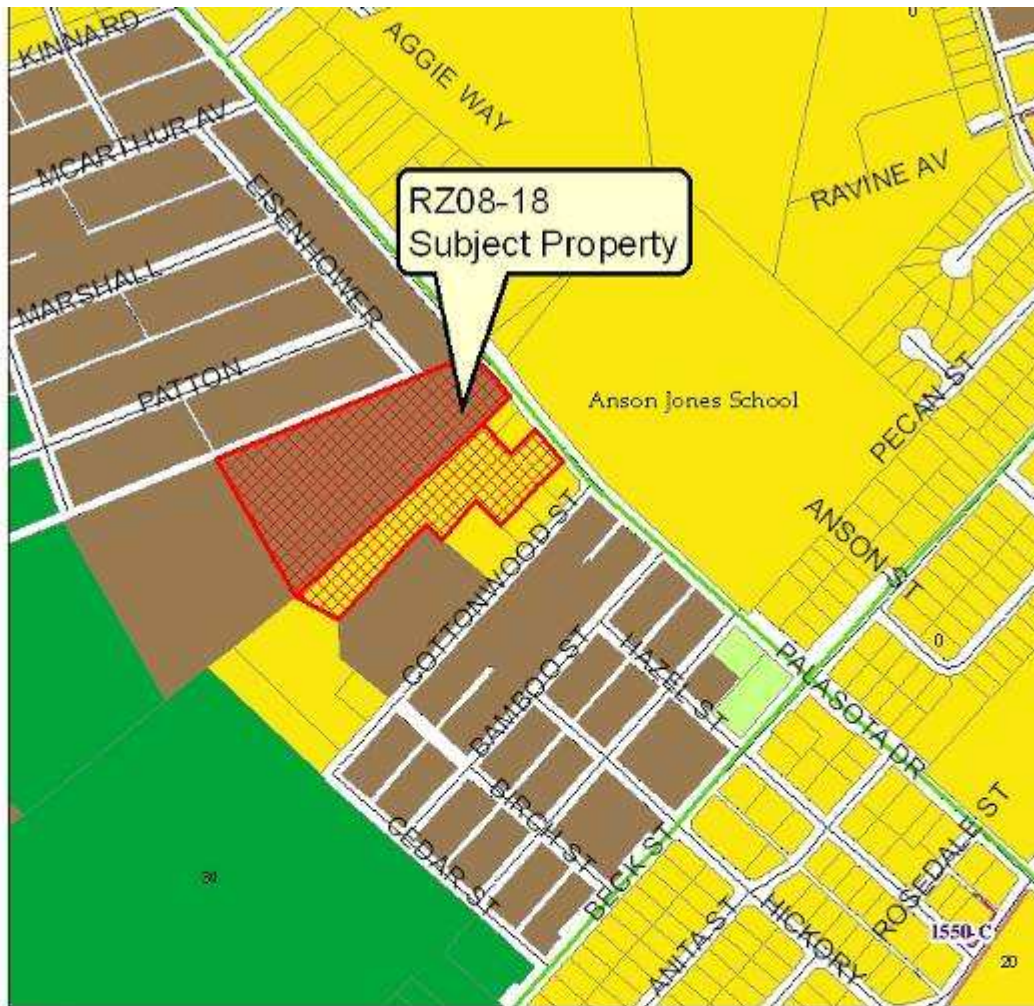 KINNARD
0
AGGIE WAY
MCARTHUR AV
RAVINE AV
EISENHOWER
RZ08-18
Subject Property
MARSHALL
PATTON
Anson Jones School
PECAN ST
ANSON ST
COTTONWOOD ST
HAZEL ST
BAMBOO ST
0
PALASOTA DR
BIRCH ST
CEDAR ST
BECK ST
ROSEDALE ST
30
ANITA ST
HICKORY
1550-C
20